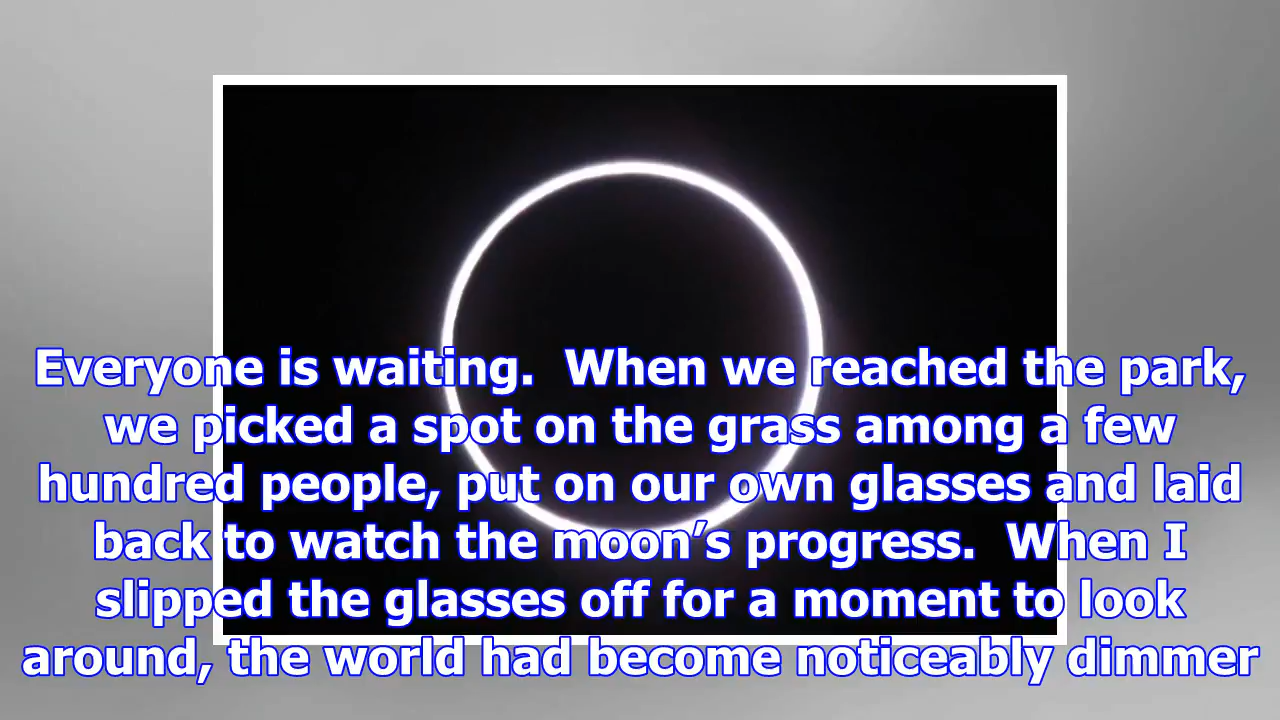 Everyone is waiting.  When we reached the park,
we picked a spot on the grass among a few
hundred people, put on our own glasses and laid
back to watch the moon’s progress.  When I
slipped the glasses off for a moment to look
around, the world had become noticeably dimmer